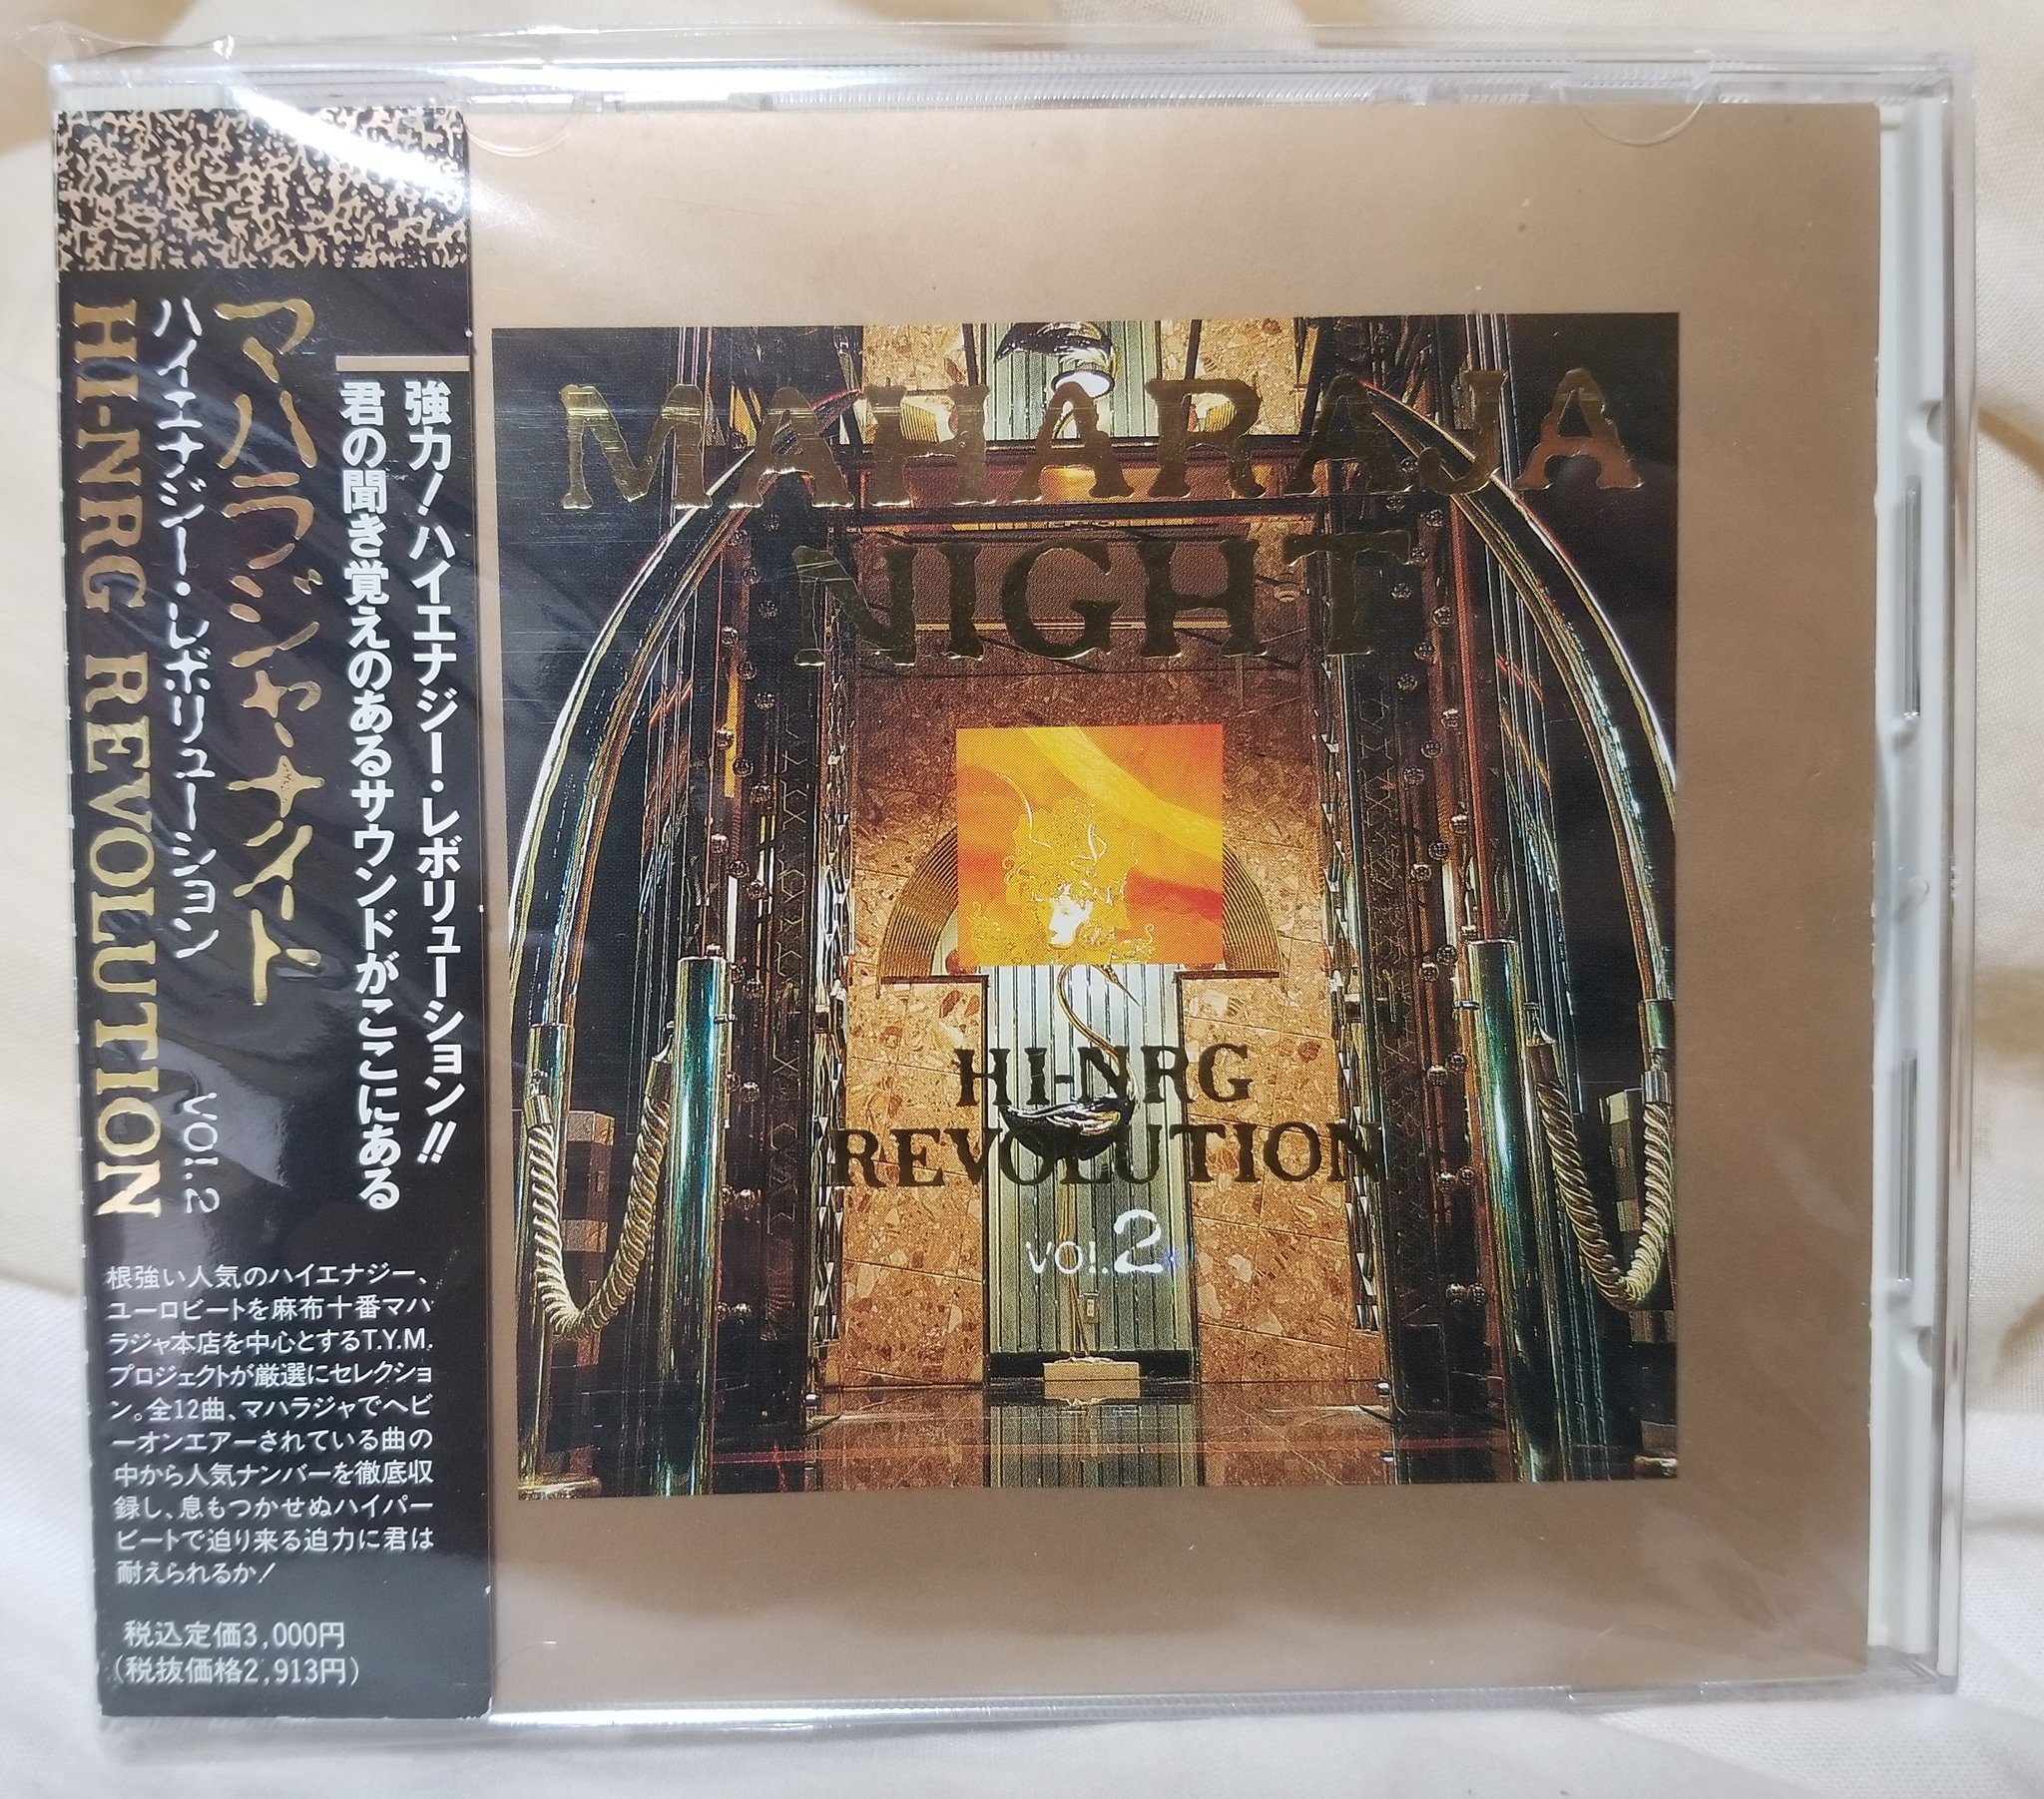 強力!ハイエナジー・レボリューション!!
君の聞き覚えのあるサウンドがここにある
マハラジャ・ナイト
ハイエナジー・レボリューション VOl.2
HI-NRG REVOLUTION
根強い人気のハイエナジー、
ユーロビートを麻布十番マハ
ラジャ本店を中心とするT.Y.M.
プロジェクトが厳選にセレクショ
ン。全12曲、マハラジャでヘビ
ーオンエアーされている曲の
中から人気ナンバーを徹底収
録し、息もつかせぬハイパー
ビートで迫り来る迫力に君は
耐えられるか!
税込定価3,000円
(税抜価格2,913円)
MAHARAJA
NIGHT
HI-NRG
REVOLUTION
VOl.2